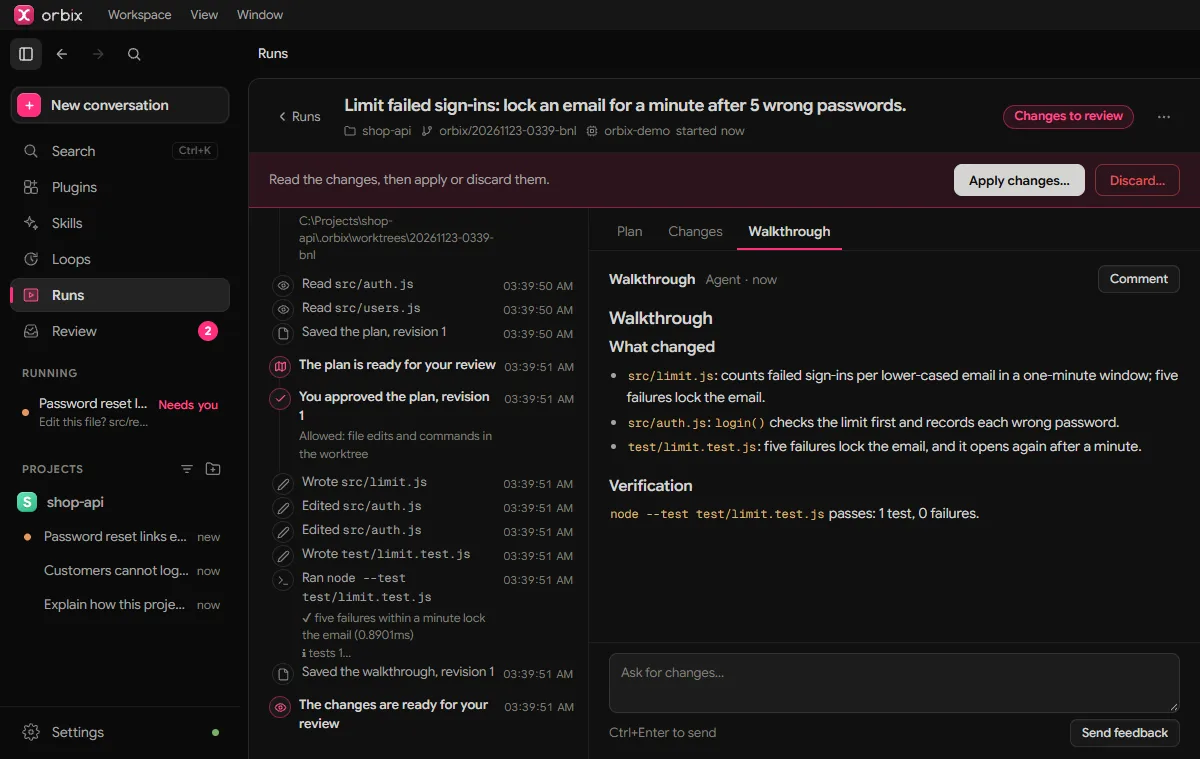 orbix
Workspace View Window
Runs
New conversation
Search Ctrl+K
Plugins
Skills
Loops
Runs
Review 2
RUNNING
Password reset l... Needs you
Edit this file? src/re...
PROJECTS
S shop-api
Password reset links e... new
Customers cannot log... now
Explain how this proje... now
Settings
Runs
Limit failed sign-ins: lock an email for a minute after 5 wrong passwords.
shop-api orbix/20261123-0339-bnl orbix-demo started now
Changes to review
Read the changes, then apply or discard them.
Apply changes...
Discard...
C:\Projects\shop-
api\.orbix\worktrees\20261123-0339-
bnl
Read src/auth.js 03:39:50 AM
Read src/users.js 03:39:50 AM
Saved the plan, revision 1 03:39:50 AM
The plan is ready for your review 03:39:51 AM
You approved the plan, revision 03:39:51 AM
1
Allowed: file edits and commands in
the worktree
Wrote src/limit.js 03:39:51 AM
Edited src/auth.js 03:39:51 AM
Edited src/auth.js 03:39:51 AM
Wrote test/limit.test.js 03:39:51 AM
Ran node --test 03:39:51 AM
test/limit.test.js
✓ five failures within a minute lock
the email (0.8901ms)
ℹ tests 1...
Saved the walkthrough, revision 1 03:39:51 AM
The changes are ready for your 03:39:51 AM
review
Plan Changes Walkthrough
Walkthrough Agent · now
Comment
Walkthrough
What changed
• src/limit.js: counts failed sign-ins per lower-cased email in a one-minute window; five
failures lock the email.
• src/auth.js: login() checks the limit first and records each wrong password.
• test/limit.test.js: five failures lock the email, and it opens again after a minute.
Verification
node --test test/limit.test.js passes: 1 test, 0 failures.
Ask for changes...
Ctrl+Enter to send
Send feedback